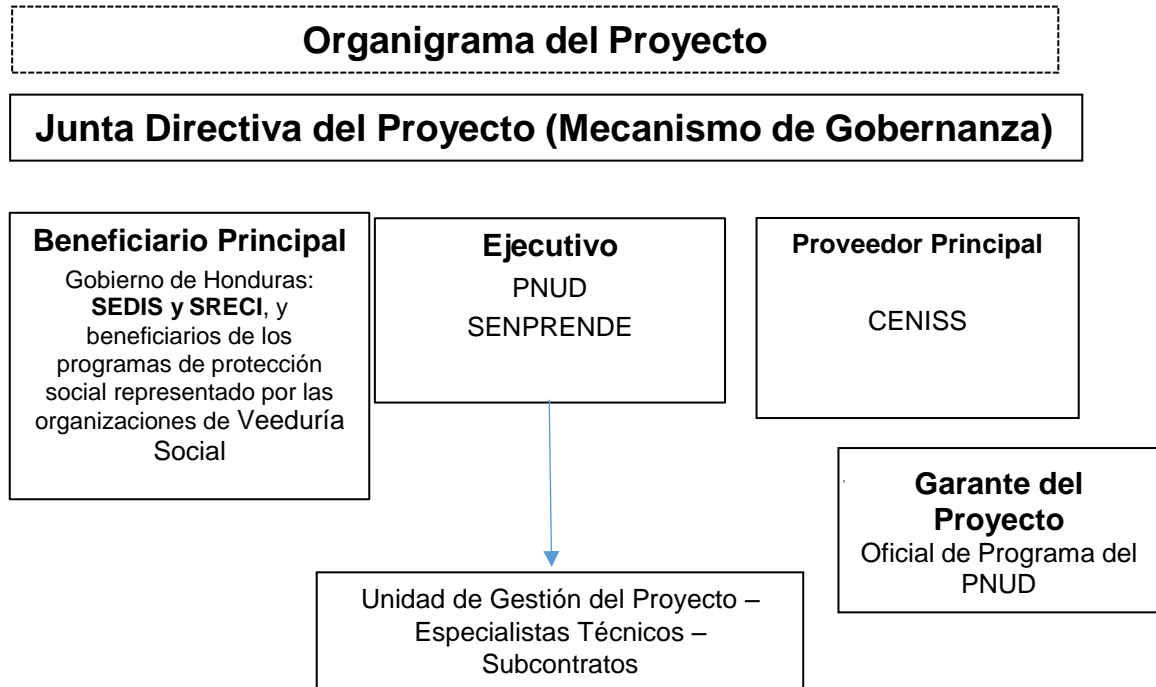 Organigrama del Proyecto
Junta Directiva del Proyecto (Mecanismo de Gobernanza)
Beneficiario Principal
Gobierno de Honduras:
SEDIS y SRECI, y
beneficiarios de los
programas de protección
social representado por las
organizaciones de Veeduría
Social
Ejecutivo
PNUD
SENPRENDE
Proveedor Principal
CENISS
Garante del
Proyecto
Oficial de Programa del
PNUD
Unidad de Gestión del Proyecto –
Especialistas Técnicos –
Subcontratos